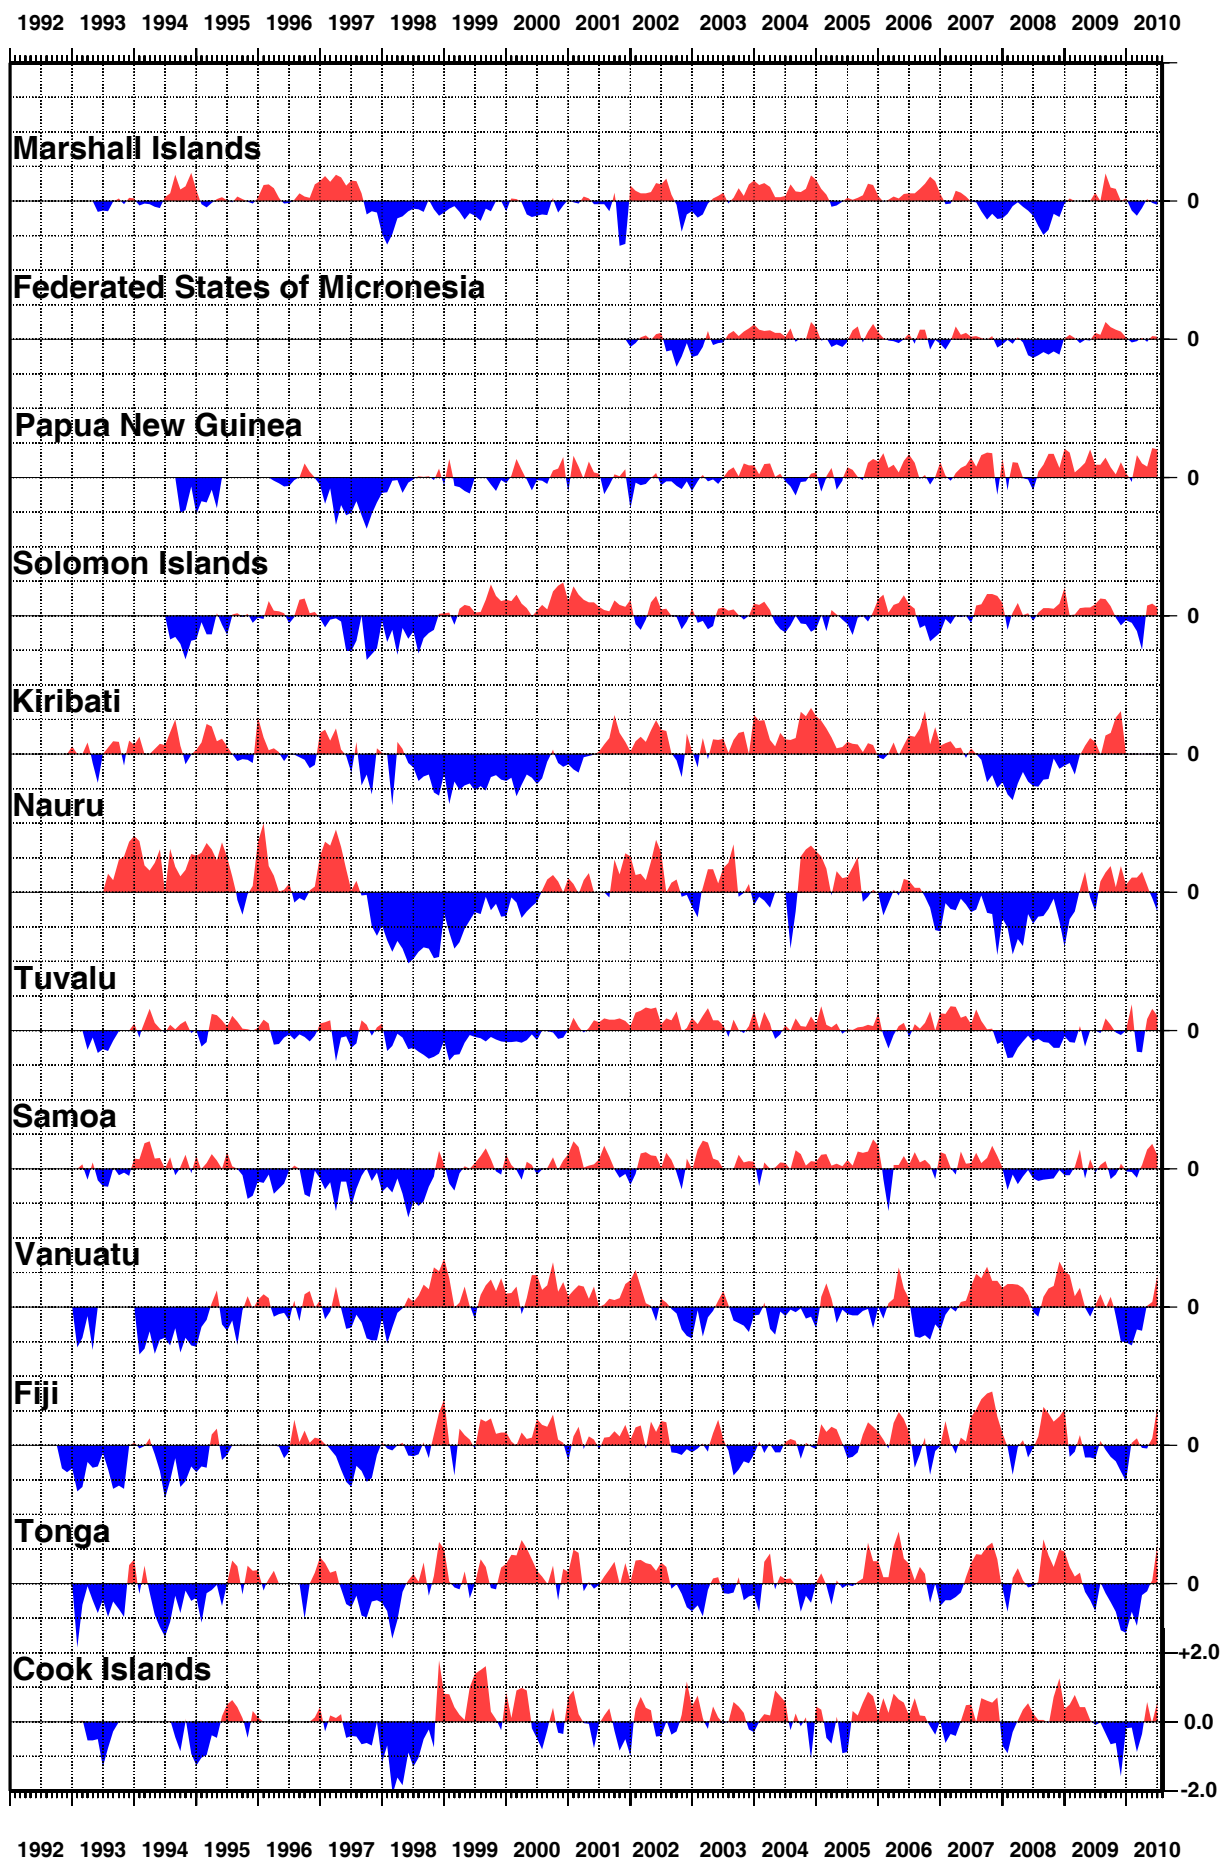 1992 1993 1994 1995 1996 1997 1998 1999 2000 2001 2002 2003 2004 2005 2006 2007 2008 2009 2010
Marshall Islands
0
Federated States of Micronesia
0
Papua New Guinea
0
Solomon Islands
0
Kiribati
0
Nauru
0
Tuvalu
0
Samoa
0
Vanuatu
0
Fiji
0
Tonga
0
+2.0
Cook Islands
0.0
-2.0
1992 1993 1994 1995 1996 1997 1998 1999 2000 2001 2002 2003 2004 2005 2006 2007 2008 2009 2010